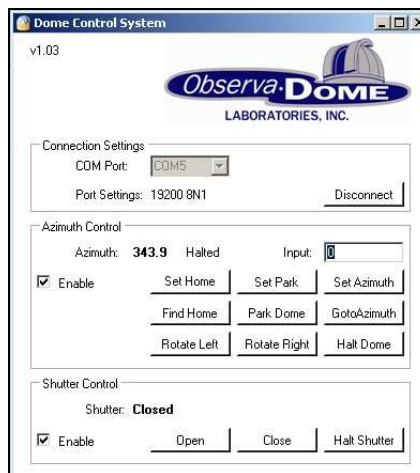 Dome Control System
v1.03
Observa-DOME
LABORATORIES, INC.
Connection Settings
COM Port: COM5
Port Settings: 19200 8N1 Disconnect
Azimuth Control
Azimuth: 343.9 Halted Input: 0
Enable Set Home Set Park Set Azimuth
Find Home Park Dome GotoAzimuth
Rotate Left Rotate Right Halt Dome
Shutter Control
Shutter: Closed
Enable Open Close Halt Shutter